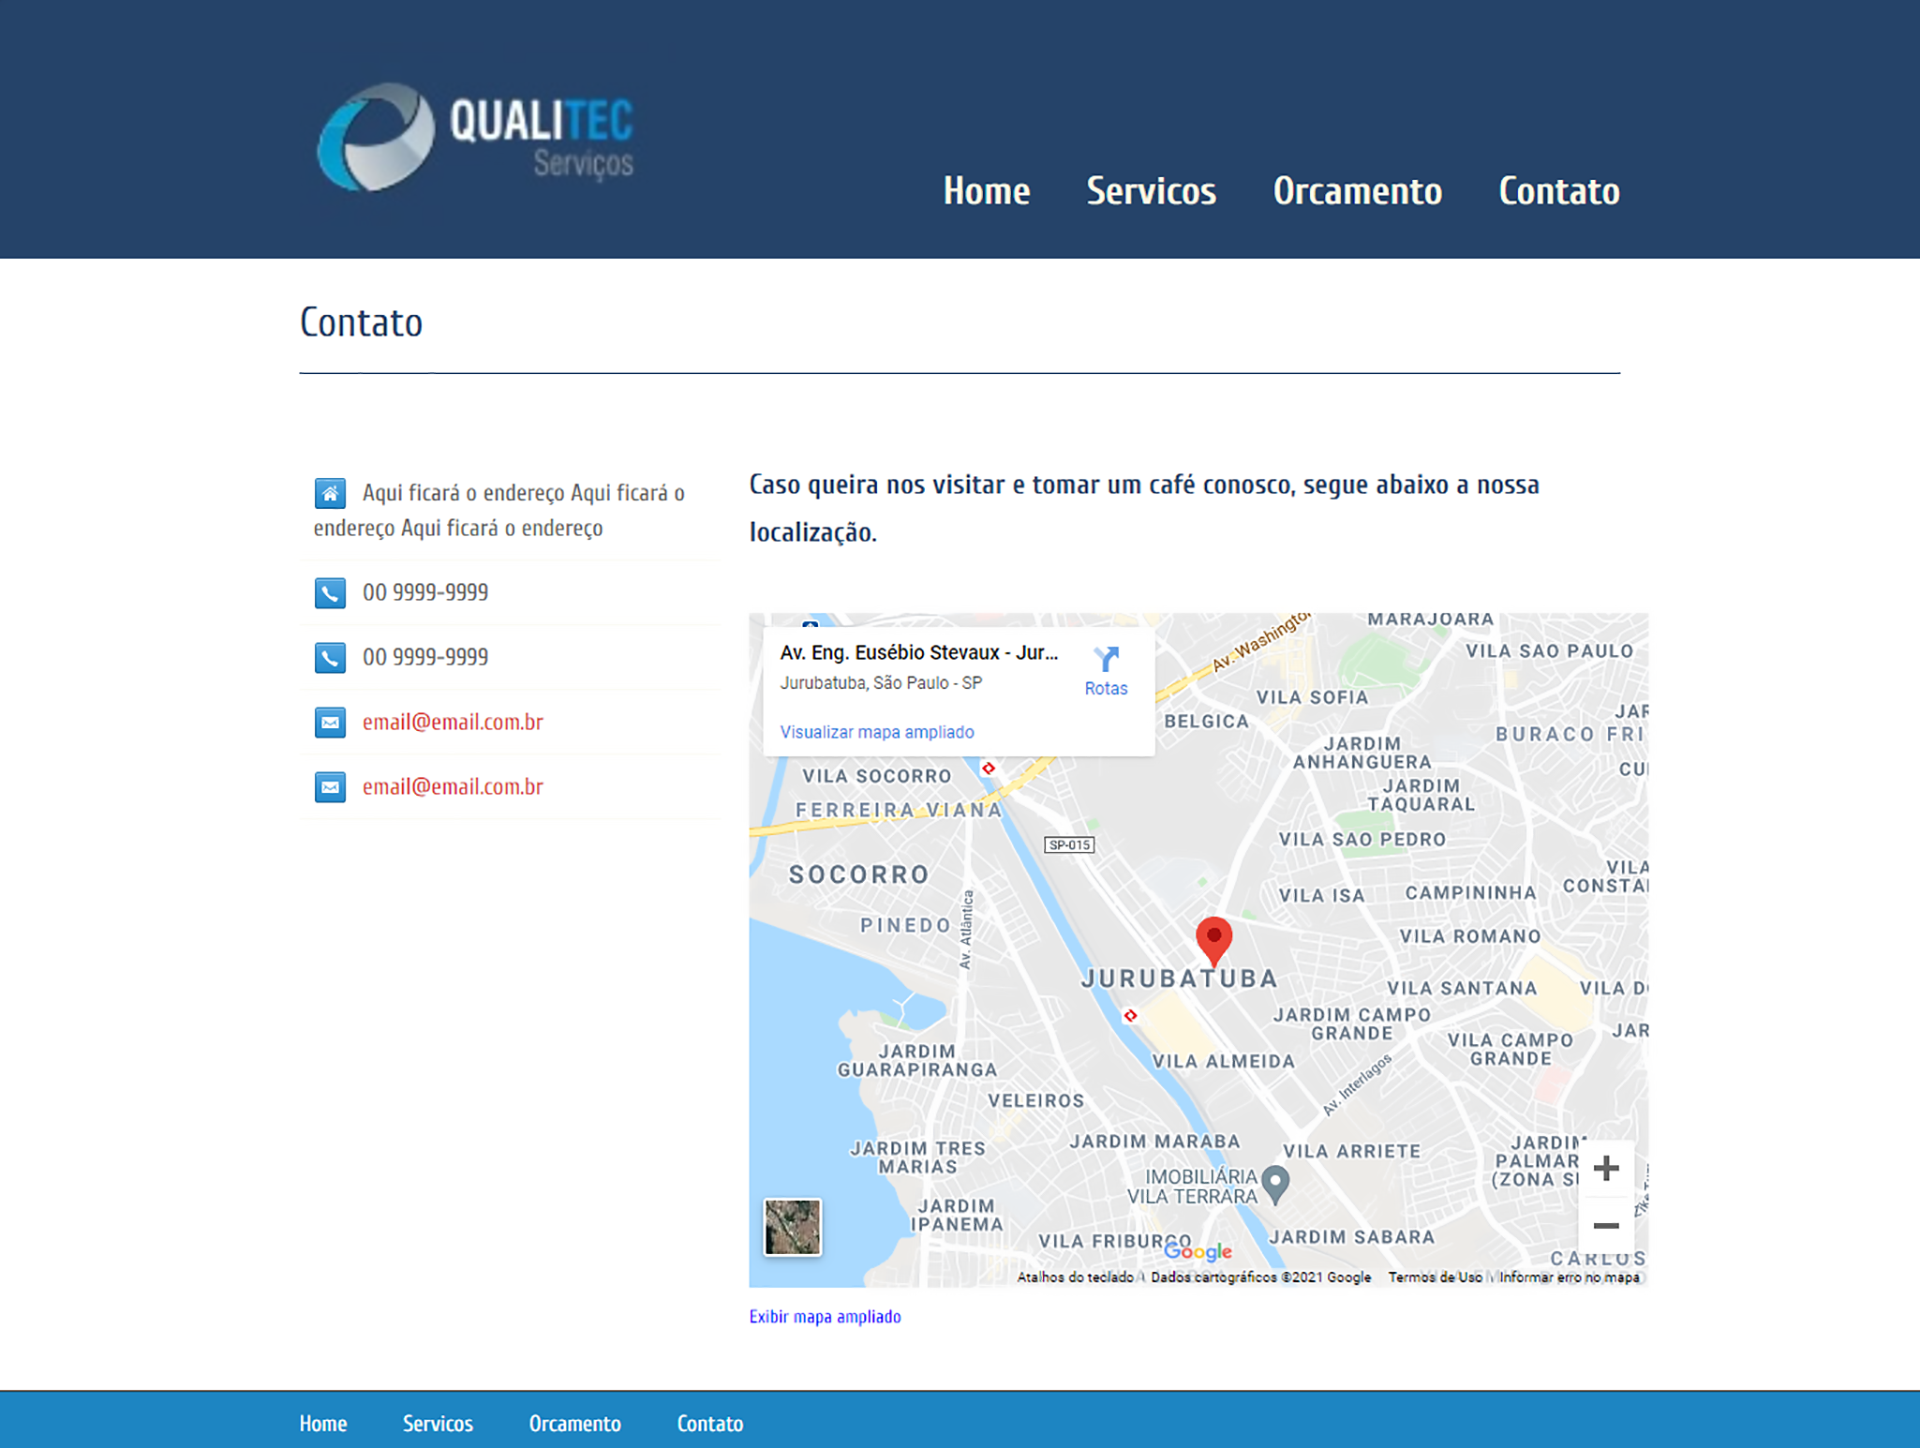 QUALITEC
Serviços
Home Servicos Orcamento Contato
Contato
Aqui ficará o endereço Aqui ficará o
endereço Aqui ficará o endereço
00 9999-9999
00 9999-9999
email@email.com.br
email@email.com.br
Caso queira nos visitar e tomar um café conosco, segue abaixo a nossa
localização.
Av. Eng. Eusébio Stevaux - Jur...
Jurubatuba, São Paulo - SP
Rotas
Visualizar mapa ampliado
Av. Washington
MARAJOARA
VILA SAO PAULO
VILA SOFIA
BELGICA
JAR
BURACO FRI
JARDIM
ANHANGUERA
CUI
JARDIM
TAQUARAL
VILA SOCORRO
FERREIRA VIANA
SP-015
VILA SAO PEDRO
SOCORRO
VILA
CONSTA
VILA ISA
CAMPININHA
PINEDO
Av. Atlântica
VILA ROMANO
JURUBATUBA
VILA SANTANA
JARDIM CAMPO
GRANDE
JAR
VILA CAMPO
GRANDE
JARDIM
GUARAPIRANGA
VILA ALMEIDA
Av. Interlagos
VELEIROS
JARDIM TRES
MARIAS
JARDIM MARABA
VILA ARRIETE
JARDIM
PALMAR
(ZONA S
IMOBILIÁRIA
VILA TERRARA
JARDIM
IPANEMA
VILA FRIBURGO
JARDIM SABARA
Google
CARLOS
Atalhos do teclado Dados cartográficos ©2021 Google Termos de Uso Informar erro no mapa
Exibir mapa ampliado
Home Servicos Orcamento Contato